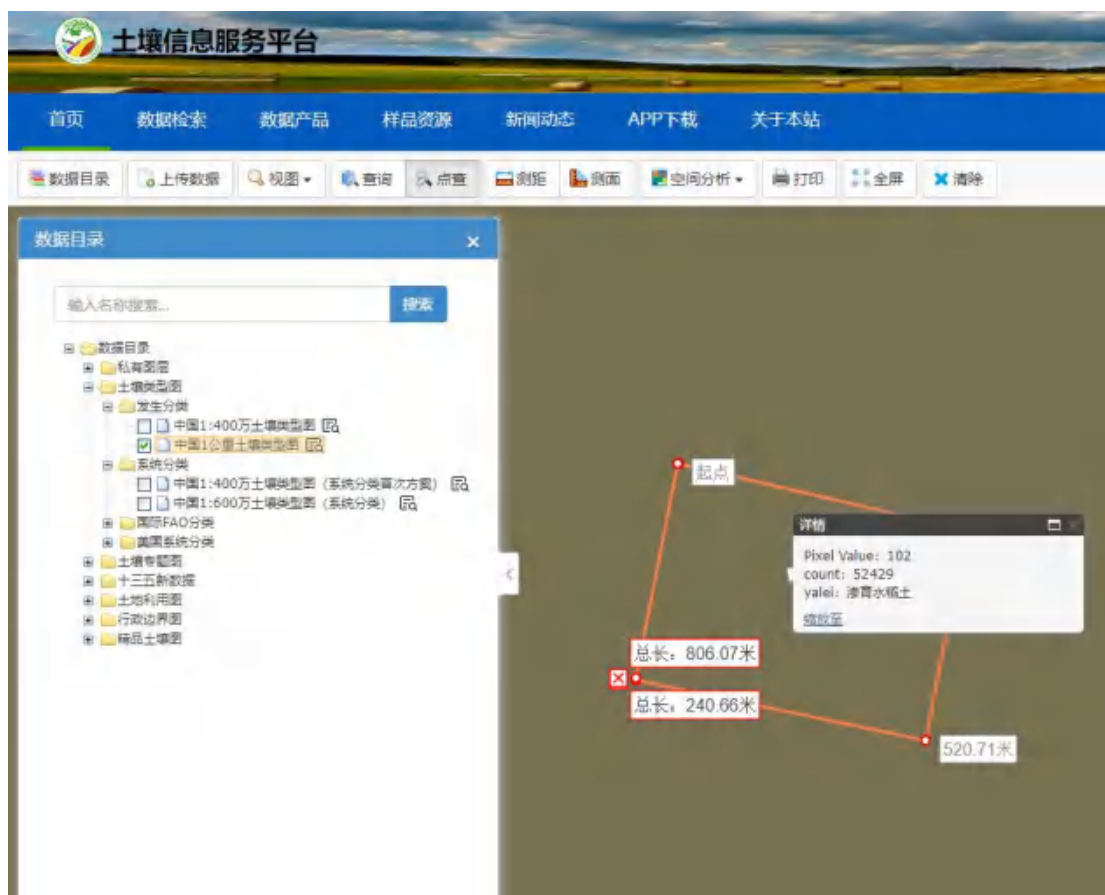 土壤信息服务平台
首页 数据检索 数据产品 样品资源 新闻动态 APP下载 关于本站
数据目录 上传数据 视图 查询 点查 测距 测面 空间分析 打印 全屏 清除
数据目录
输入名称搜索... 搜索
数据目录
私有图层
土壤类型图
发生分类
中国1:400万土壤类型图
中国1公里土壤类型图
系统分类
中国1:400万土壤类型图（系统分类首次方案）
中国1:600万土壤类型图（系统分类）
国际FAO分类
美国系统分类
土壤专题图
十三五新数据
土地利用图
行政边界图
精品土壤图
起点
详情
Pixel Value: 102
count: 52429
yalei: 渗育水稻土
缩放至
总长：806.07米
总长：240.66米
520.71米